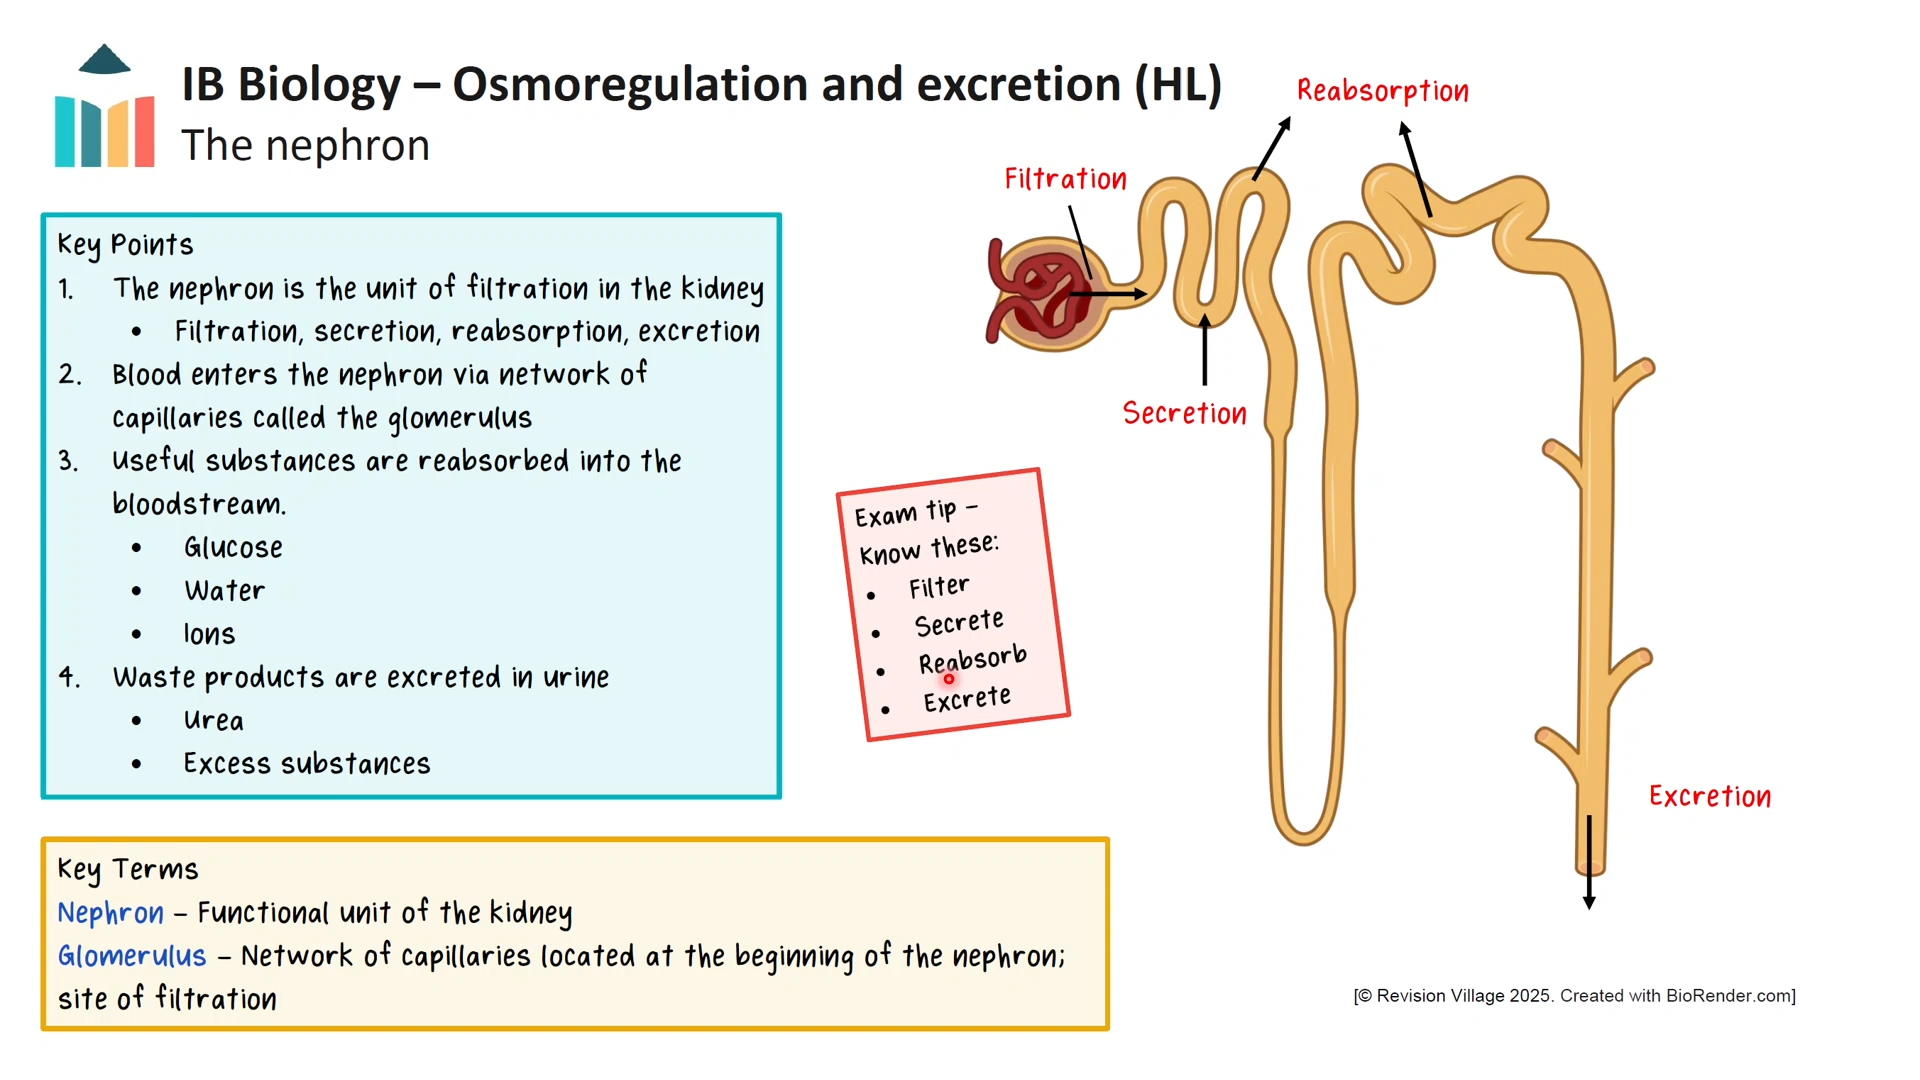 IB Biology – Osmoregulation and excretion (HL)
The nephron
Key Points
1. The nephron is the unit of filtration in the kidney
• Filtration, secretion, reabsorption, excretion
2. Blood enters the nephron via network of
capillaries called the glomerulus
3. Useful substances are reabsorbed into the
bloodstream.
• Glucose
• Water
• Ions
4. Waste products are excreted in urine
• Urea
• Excess substances
Exam tip –
Know these:
• Filter
• Secrete
• Reabsorb
• Excrete
Reabsorption
Filtration
Secretion
Excretion
Key Terms
Nephron – Functional unit of the kidney
Glomerulus – Network of capillaries located at the beginning of the nephron;
site of filtration
[© Revision Village 2025. Created with BioRender.com]